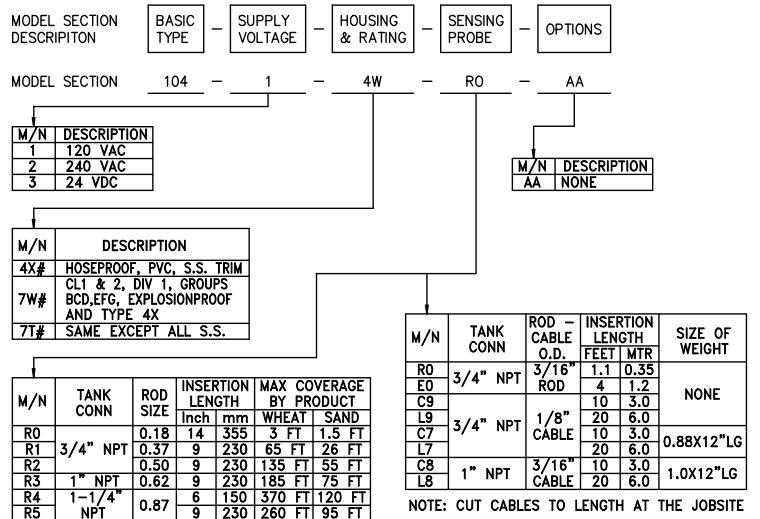 MODEL SECTION DESCRIPITON
BASIC TYPE – SUPPLY VOLTAGE – HOUSING & RATING – SENSING PROBE – OPTIONS
MODEL SECTION 104 – 1 – 4W – RO – AA
M/N DESCRIPTION
1 120 VAC
2 240 VAC
3 24 VDC
M/N DESCRIPTION
AA NONE
M/N DESCRIPTION
4X# HOSEPROOF, PVC, S.S. TRIM
7W# CL1 & 2, DIV 1, GROUPS
BCD,EFG, EXPLOSIONPROOF
AND TYPE 4X
7T# SAME EXCEPT ALL S.S.
M/N TANK CONN ROD SIZE INSERTION LENGTH MAX COVERAGE BY PRODUCT
Inch mm WHEAT SAND
R0 3/4" NPT 0.18 14 355 3 FT 1.5 FT
R1 0.37 9 230 65 FT 26 FT
R2 0.50 9 230 135 FT 55 FT
R3 1" NPT 0.62 9 230 185 FT 75 FT
R4 1-1/4" NPT 0.87 6 150 370 FT 120 FT
R5 9 230 260 FT 95 FT
M/N TANK CONN ROD – CABLE O.D. INSERTION LENGTH SIZE OF WEIGHT
FEET MTR
R0 3/4" NPT 3/16" ROD 1.1 0.35 NONE
E0 4 1.2
C9 3/4" NPT 1/8" CABLE 10 3.0
L9 20 6.0
C7 10 3.0 0.88X12"LG
L7 20 6.0
C8 1" NPT 3/16" CABLE 10 3.0 1.0X12"LG
L8 20 6.0
NOTE: CUT CABLES TO LENGTH AT THE JOBSITE